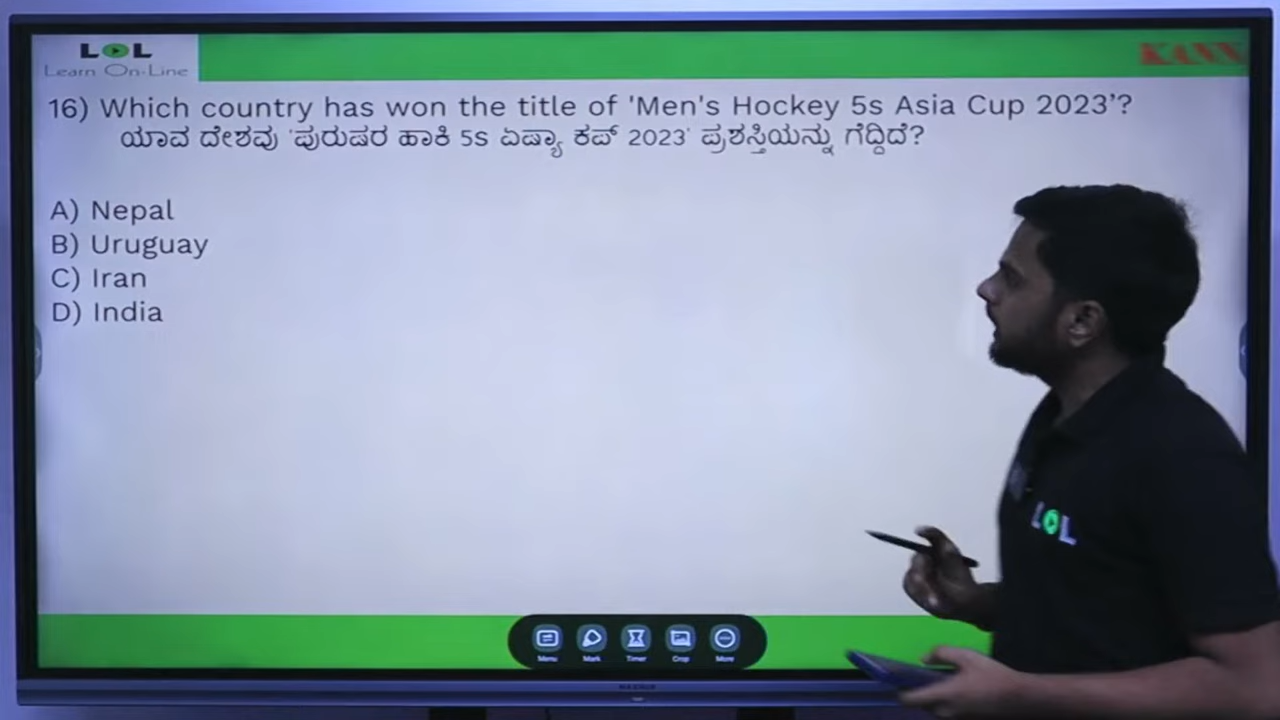 LOL
Learn On-Line
16) Which country has won the title of 'Men's Hockey 5s Asia Cup 2023'?
ಯಾವ ದೇಶವು 'ಪುರುಷರ ಹಾಕಿ 5S ಏಷ್ಯಾ ಕಪ್ 2023' ಪ್ರಶಸ್ತಿಯನ್ನು ಗೆದ್ದಿದೆ?
A) Nepal
B) Uruguay
C) Iran
D) India
LOL
Menu Mark Timer Crop More